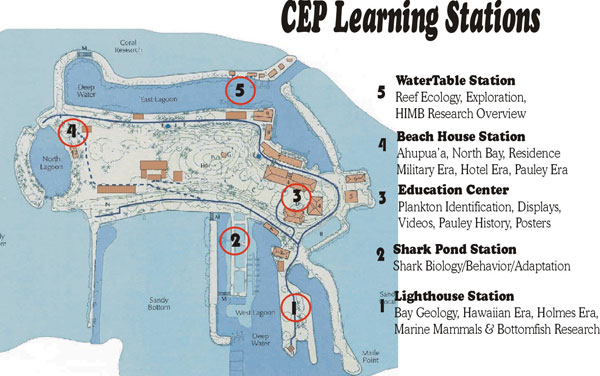 CEP Learning Stations
Coral
Research
Deep
Water
East Lagoon
5
4
North
Lagoon
3
2
Sandy
Bottom
West Lagoon
Deep
Water
1
Malle
Point
5 WaterTable Station
Reef Ecology, Exploration,
HIMB Research Overview
4 Beach House Station
Ahupua'a, North Bay, Residence
Military Era, Hotel Era, Pauley Era
3 Education Center
Plankton Identification, Displays,
Videos, Pauley History, Posters
2 Shark Pond Station
Shark Biology/Behavior/Adaptation
1 Lighthouse Station
Bay Geology, Hawaiian Era, Holmes Era,
Marine Mammals & Bottomfish Research